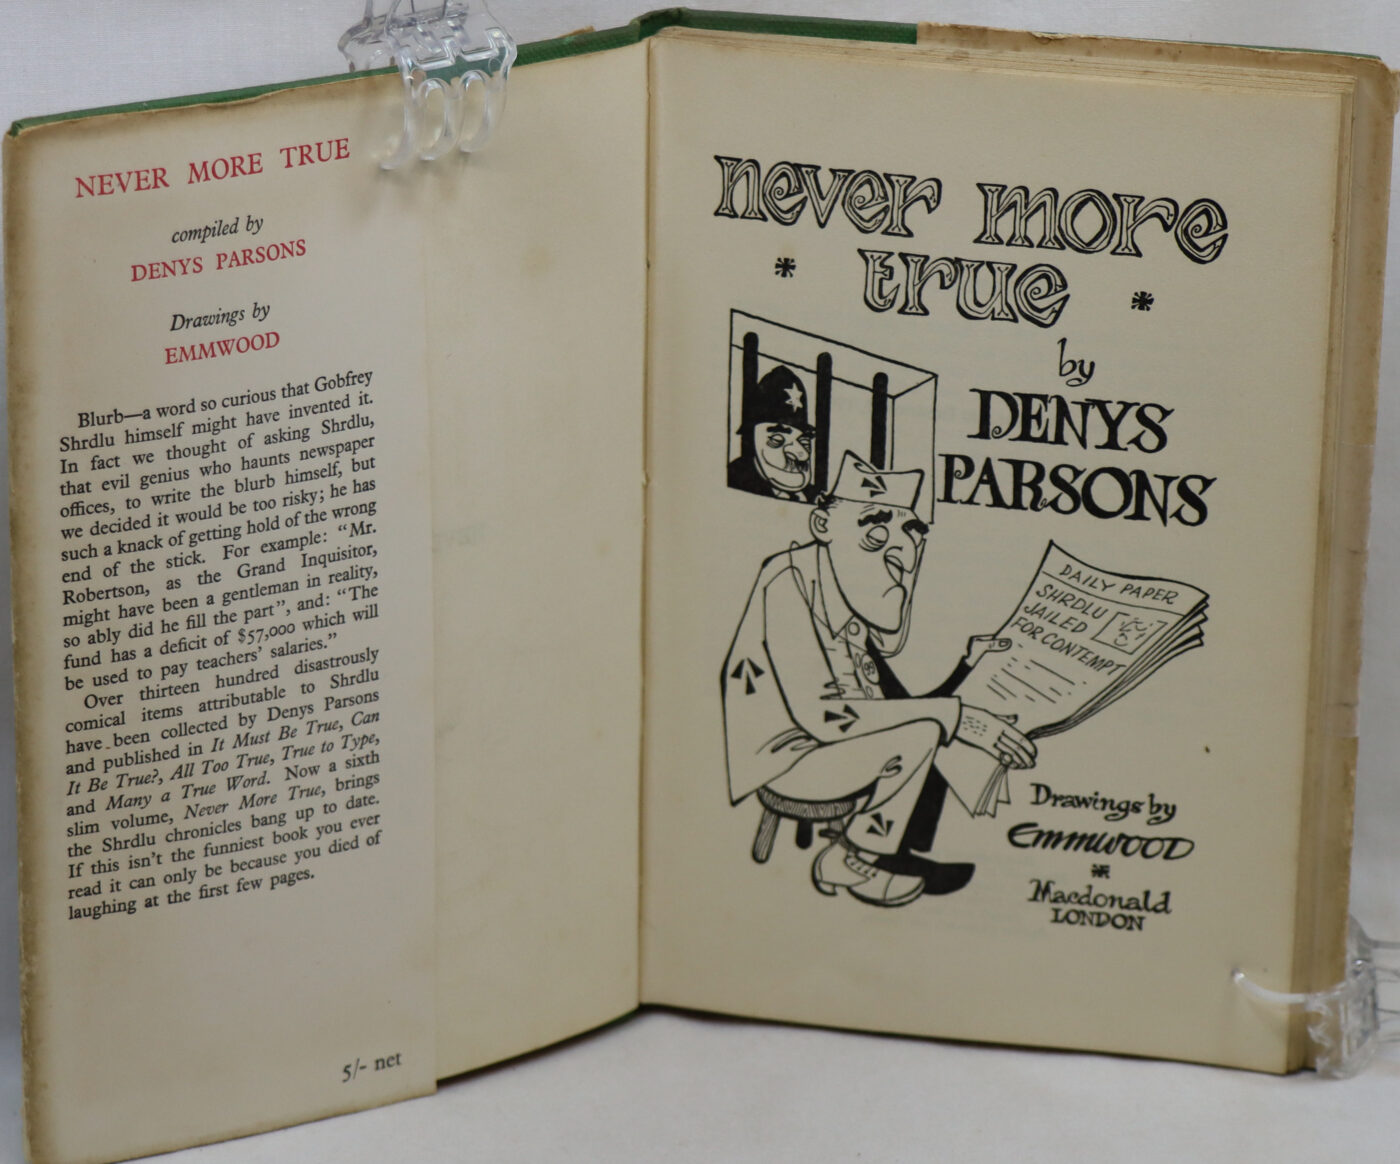 NEVER MORE TRUE
compiled by
DENYS PARSONS
Drawings by
EMMWOOD
Blurb—a word so curious that Gobfrey
Shrdlu himself might have invented it.
In fact we thought of asking Shrdlu,
that evil genius who haunts newspaper
offices, to write the blurb himself, but
we decided it would be too risky; he has
such a knack of getting hold of the wrong
end of the stick. For example: "Mr.
Robertson, as the Grand Inquisitor,
might have been a gentleman in reality,
so ably did he fill the part", and: "The
fund has a deficit of $57,000 which will
be used to pay teachers' salaries."
Over thirteen hundred disastrously
comical items attributable to Shrdlu
have been collected by Denys Parsons
and published in It Must Be True, Can
It Be True?, All Too True, True to Type,
and Many a True Word. Now a sixth
slim volume, Never More True, brings
the Shrdlu chronicles bang up to date.
If this isn't the funniest book you ever
read it can only be because you died of
laughing at the first few pages.
5/- net
never more
* true *
by
DENYS
PARSONS
DAILY PAPER
SHRDLU
JAILED
FOR CONTEMPT
99
Drawings by
Emmwood
Macdonald
LONDON